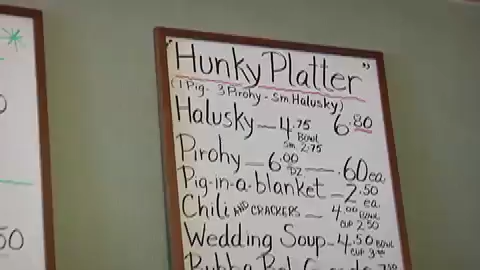 "Hunky Platter"
(1 Pig - 3 Pirohy - Sm. Halusky)
6.80
Halusky — 4.75 BOWL
Sm. 2.75
Pirohy — 6.00 DZ — .60 ea.
Pig-in-a-blanket — 2.50 ea.
Chili AND CRACKERS — 4.00 BOWL
CUP 2.50
Wedding Soup - 4.50 BOWL
CUP 3.00